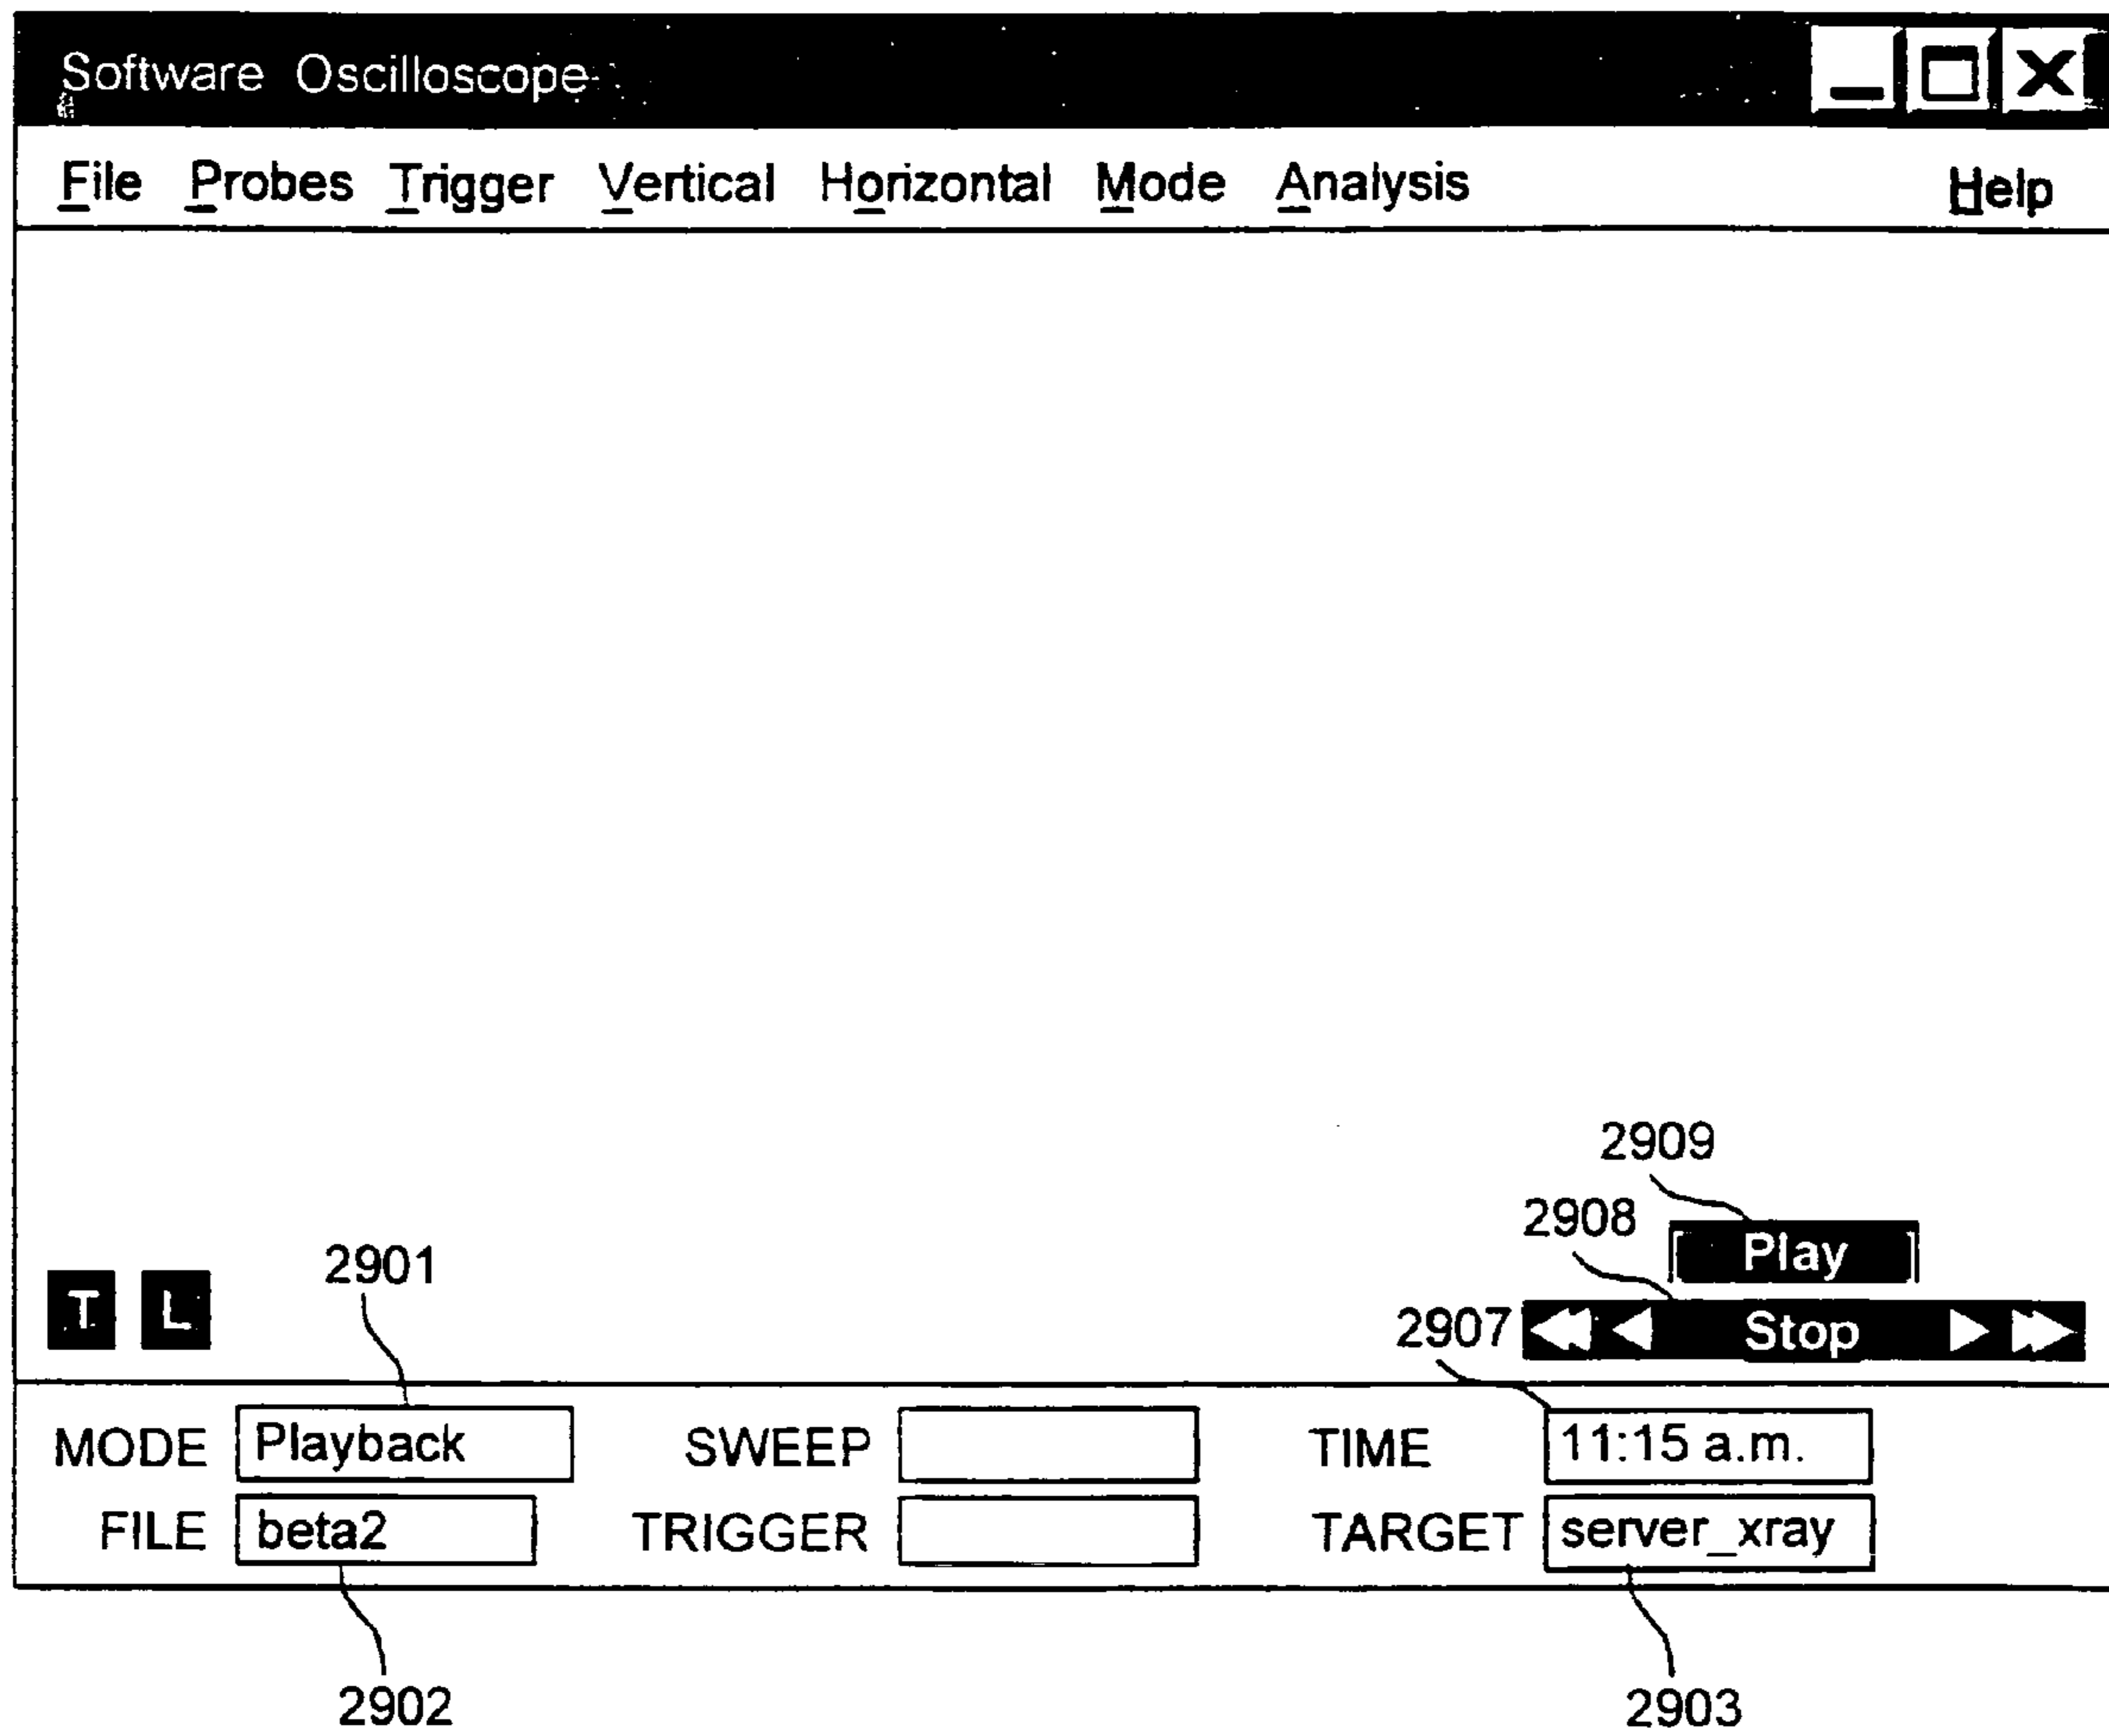 Software Oscilloscope
File Probes Trigger Vertical Horizontal Mode Analysis Help
2909
2908
Play
2901
T L
2907 Stop
MODE Playback SWEEP TIME 11:15 a.m.
FILE beta2 TRIGGER TARGET server_xray
2902 2903